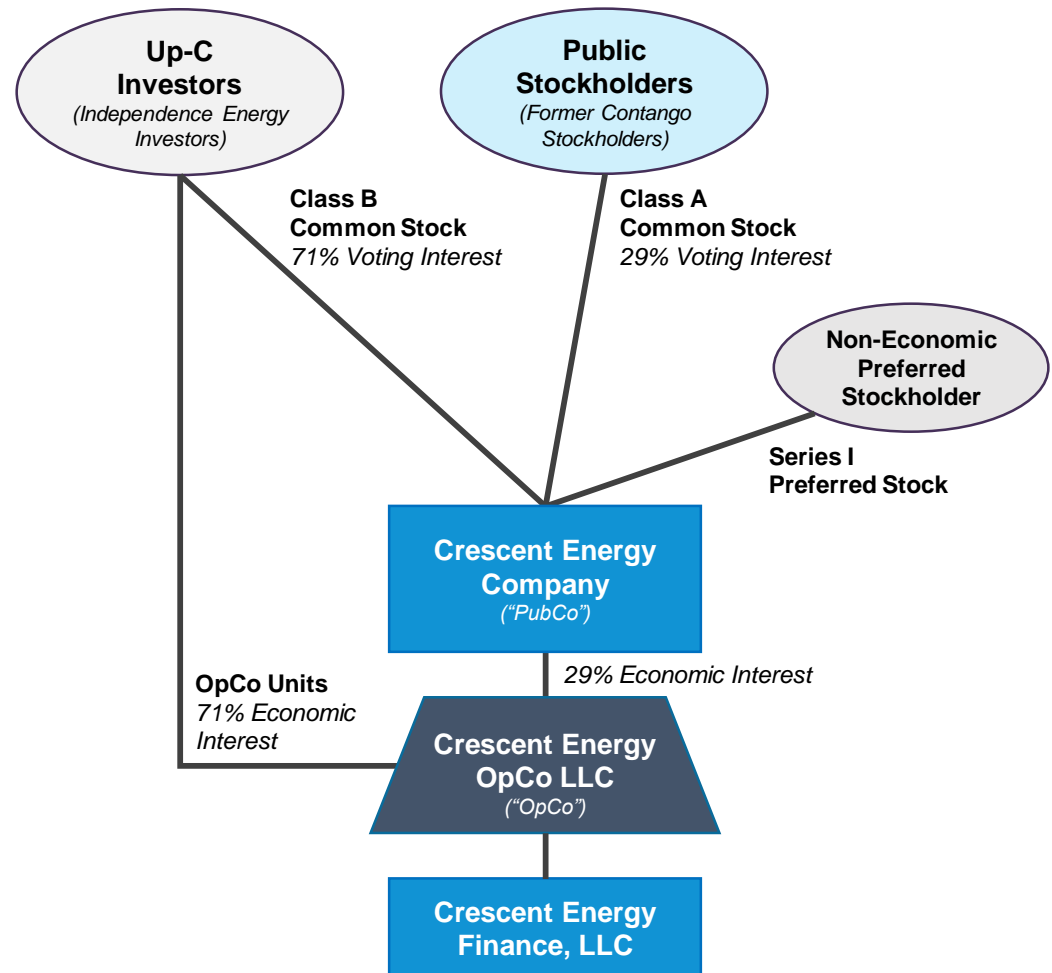 Up-C
Investors
(Independence Energy
Investors)
Public
Stockholders
(Former Contango
Stockholders)
Class B
Common Stock
71% Voting Interest
Class A
Common Stock
29% Voting Interest
Non-Economic
Preferred
Stockholder
Series I
Preferred Stock
Crescent Energy
Company
(“PubCo”)
29% Economic Interest
OpCo Units
71% Economic
Interest
Crescent Energy
OpCo LLC
(“OpCo”)
Crescent Energy
Finance, LLC